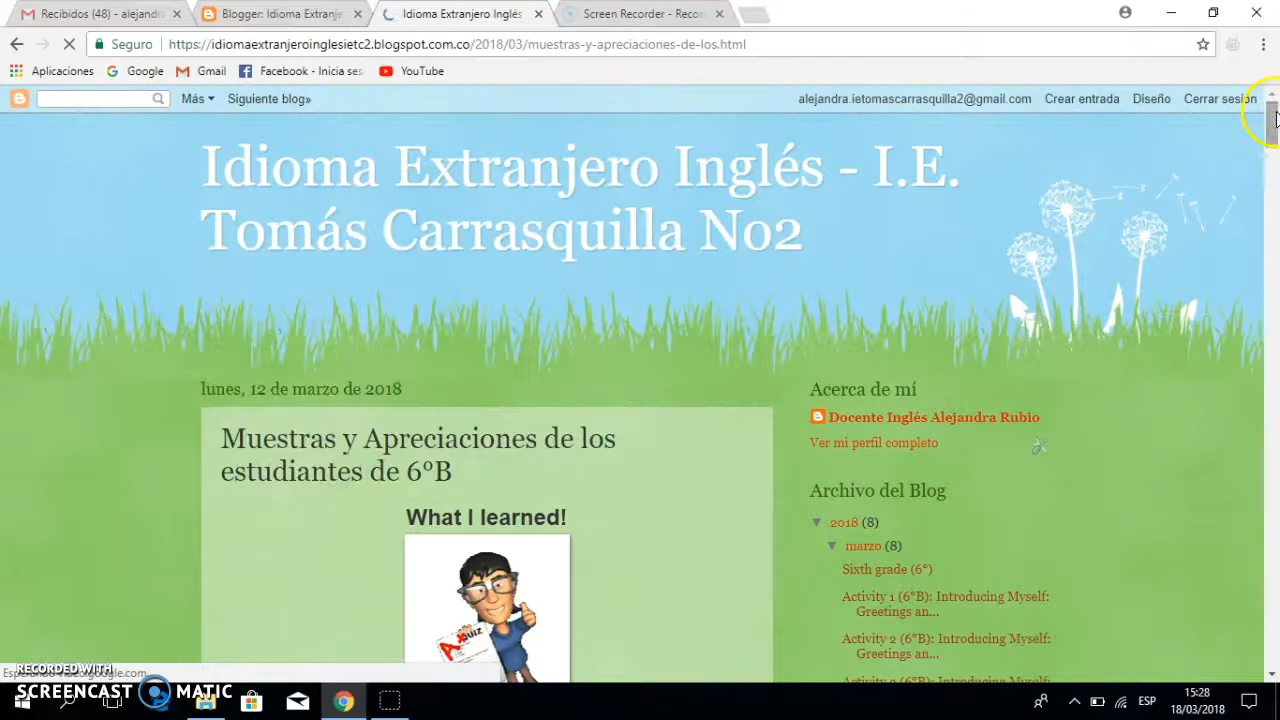 Recibidos (48) - alejandr
Blogger: Idioma Extranje
Idioma Extranjero Inglés
Screen Recorder - Recor
Seguro
https://idiomaextranjeroinglesietc2.blogspot.com.co/2018/03/muestras-y-apreciaciones-de-los.html
Aplicaciones
Google
Gmail
Facebook - Inicia ses
YouTube
Más
Siguiente blog»
alejandra.ietomascarrasquilla2@gmail.com
Crear entrada
Diseño
Cerrar sesión
Idioma Extranjero Inglés - I.E.
Tomás Carrasquilla No2
lunes, 12 de marzo de 2018
Muestras y Apreciaciones de los
estudiantes de 6°B
What I learned!
A+
QUIZ
Acerca de mí
Docente Inglés Alejandra Rubio
Ver mi perfil completo
Archivo del Blog
▼ 2018 (8)
▼ marzo (8)
Sixth grade (6°)
Activity 1 (6°B): Introducing Myself:
Greetings an...
Activity 2 (6°B): Introducing Myself:
Greetings an...
RECORDED WITH
SCREENCAST MATIC
ESP
15:28
18/03/2018